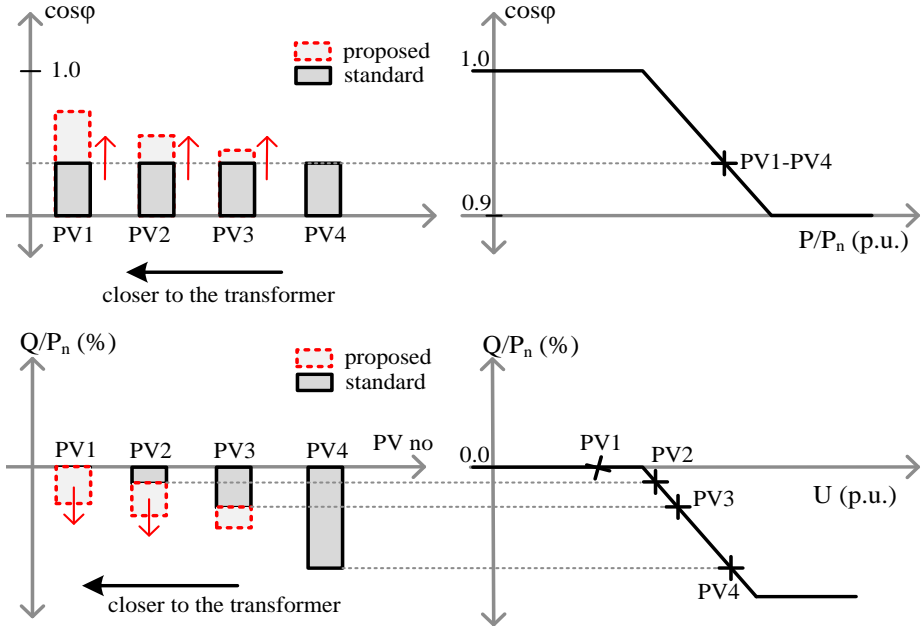 cosφ
1.0
proposed
standard
PV1
PV2
PV3
PV4
closer to the transformer
cosφ
1.0
PV1-PV4
0.9
P/Pn (p.u.)
Q/Pn (%)
proposed
standard
PV1
PV2
PV3
PV4
PV no
closer to the transformer
Q/Pn (%)
0.0
PV1
PV2
PV3
U (p.u.)
PV4